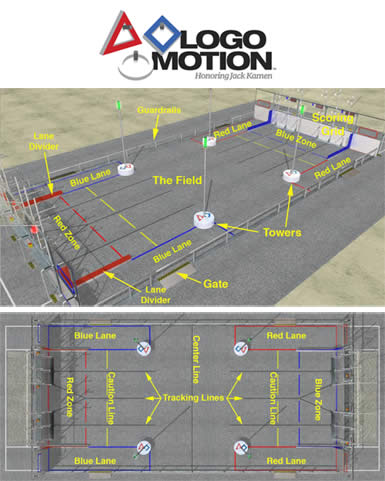 LOGO
MOTION
Honoring Jack Kamen
Guardrails
Scoring
Grid
Lane
Divider
Red Lane
Blue Zone
Blue Lane
Red Lane
The Field
Red Zone
Blue Lane
Towers
Gate
Lane
Divider
Blue Lane
Red Lane
Center Line
Red Zone
Caution Line
Tracking Lines
Caution Line
Blue Zone
Blue Lane
Red Lane